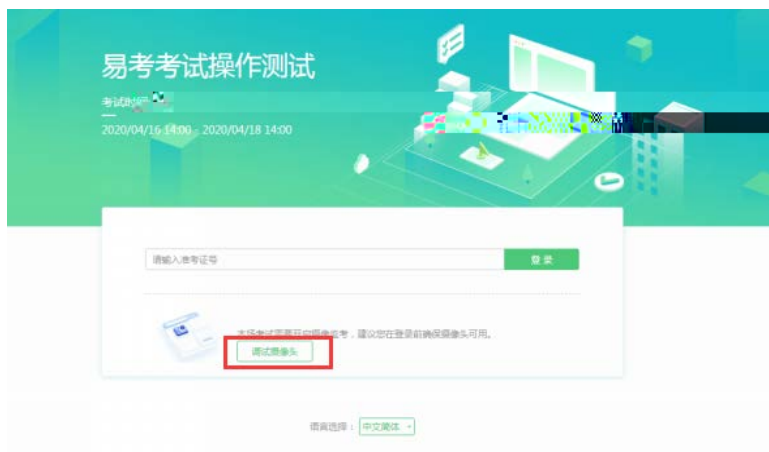 易考考试操作测试
考试时间
2020/04/16 14:00 - 2020/04/18 14:00
请输入准考证号
登录
本场考试需要开启摄像监考，建议您在登录前确保摄像头可用。
调试摄像头
语言选择： 中文简体